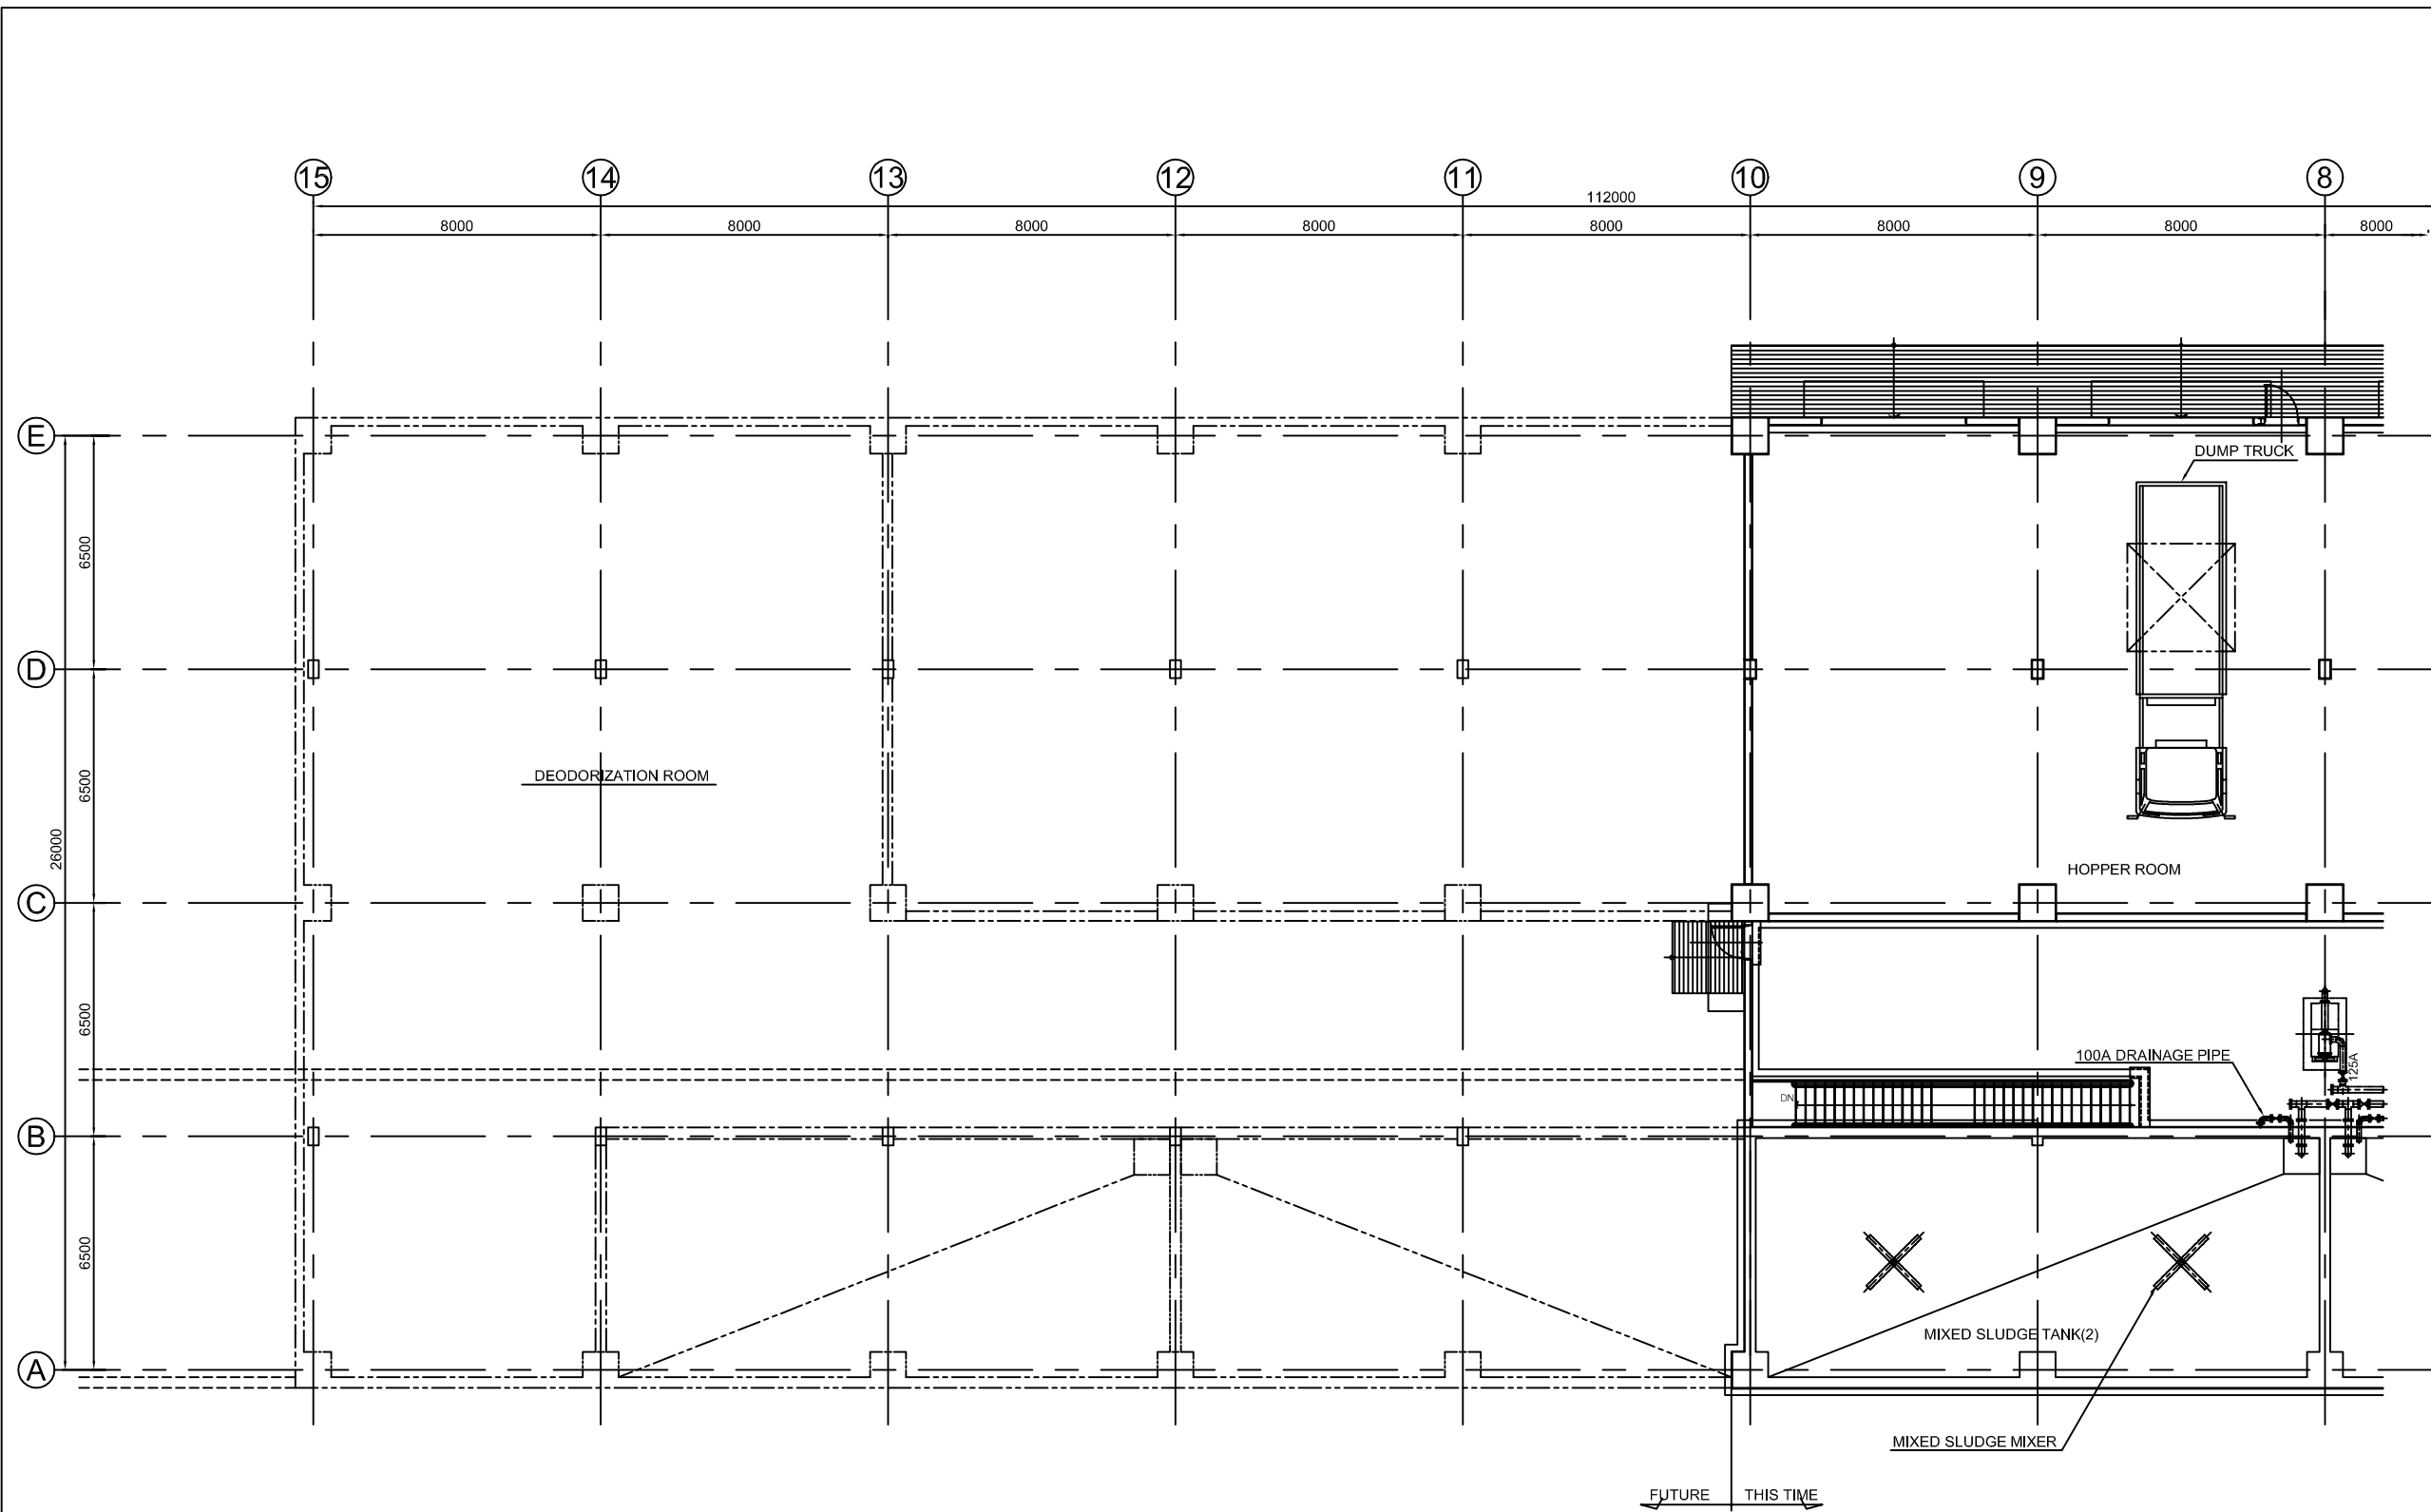 15 14 13 12 11 10 9 8
112000
8000 8000 8000 8000 8000 8000 8000 8000
E
DUMP TRUCK
6500
D
DEODORIZATION ROOM
6500
26000
HOPPER ROOM
C
6500
100A DRAINAGE PIPE
125A
DN
B
6500
MIXED SLUDGE TANK(2)
A
MIXED SLUDGE MIXER
FUTURE THIS TIME